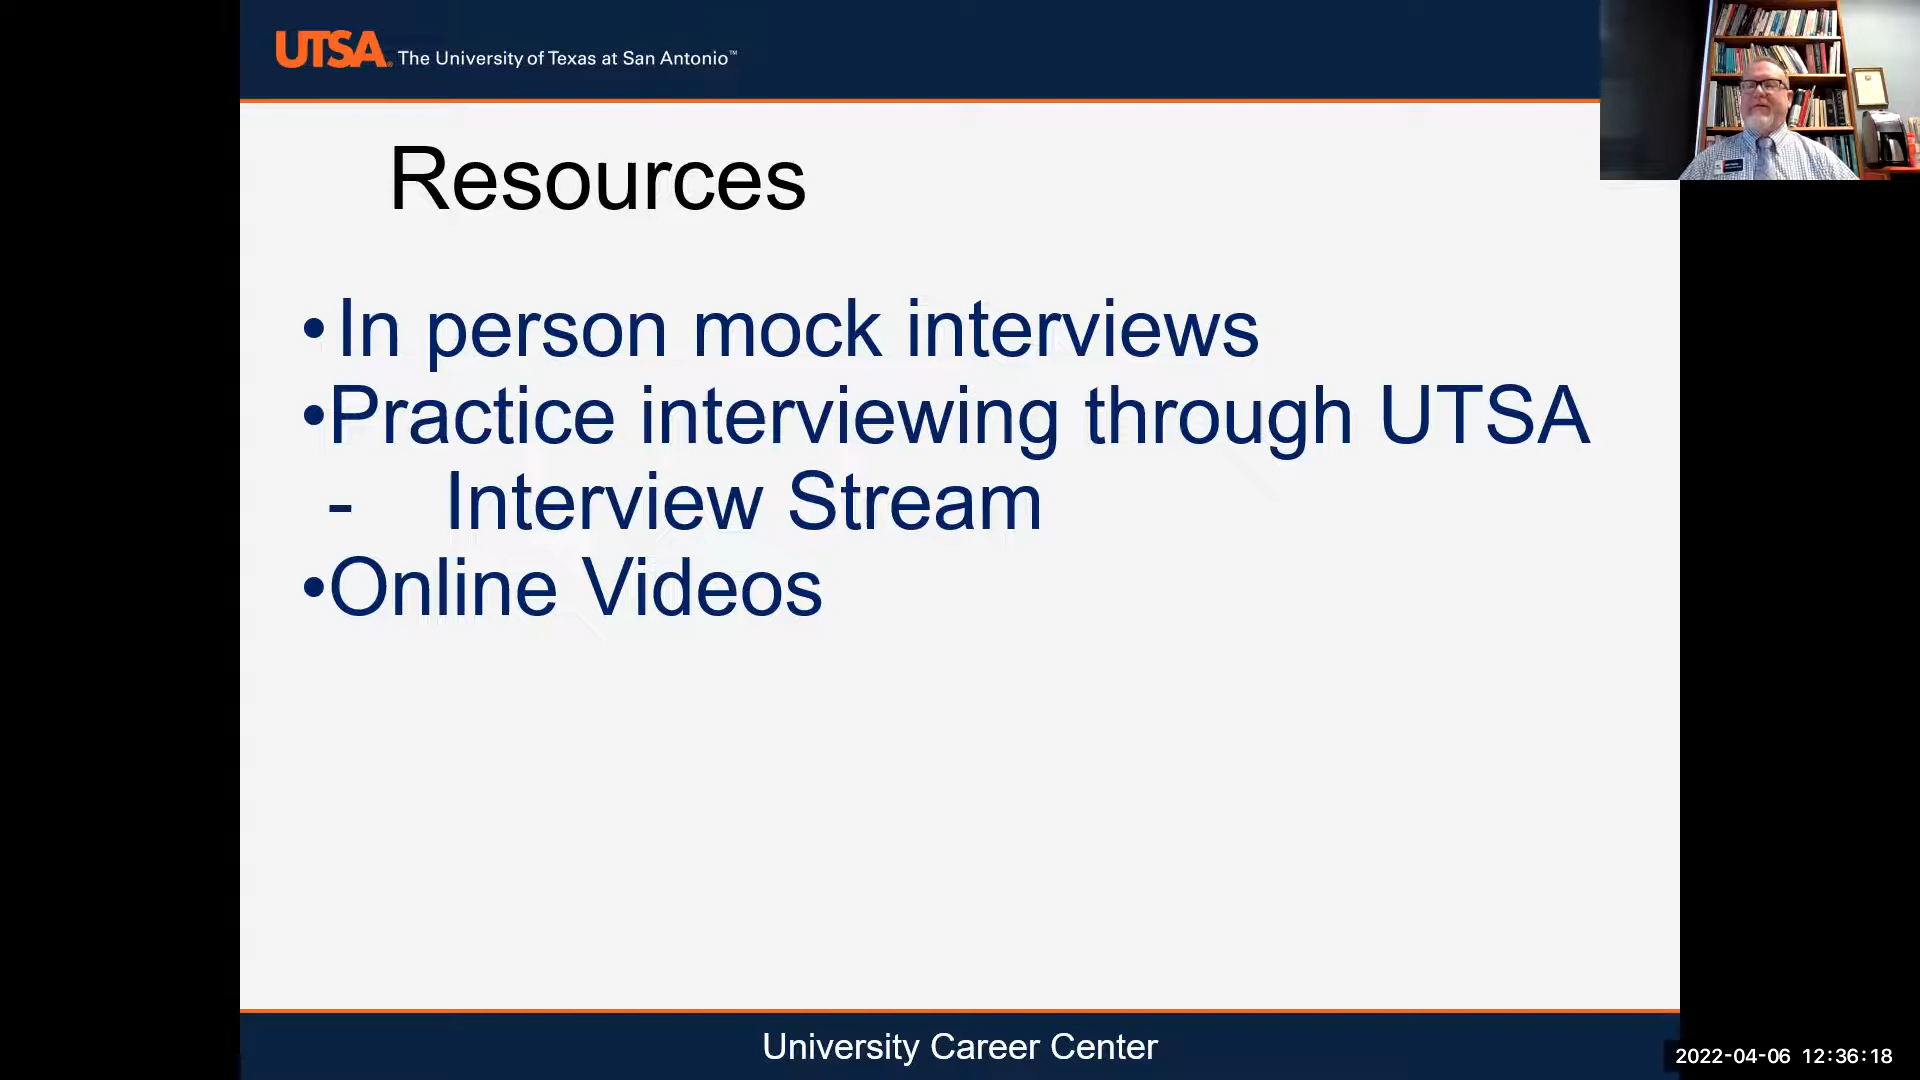 UTSA. The University of Texas at San Antonio™
Resources
•In person mock interviews
•Practice interviewing through UTSA
- Interview Stream
•Online Videos
University Career Center
2022-04-06 12:36:18